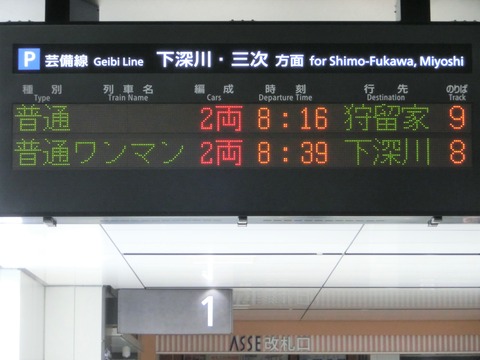 P 芸備線 Geibi Line 下深川・三次 方面 for Shimo-Fukawa, Miyoshi
種別 列車名 編成 時刻 行先 のりば
Type Train Name Cars Departure Time Destination Track
普通 2両 8:16 狩留家 9
普通ワンマン 2両 8:39 下深川 8
1
ASSE改札口